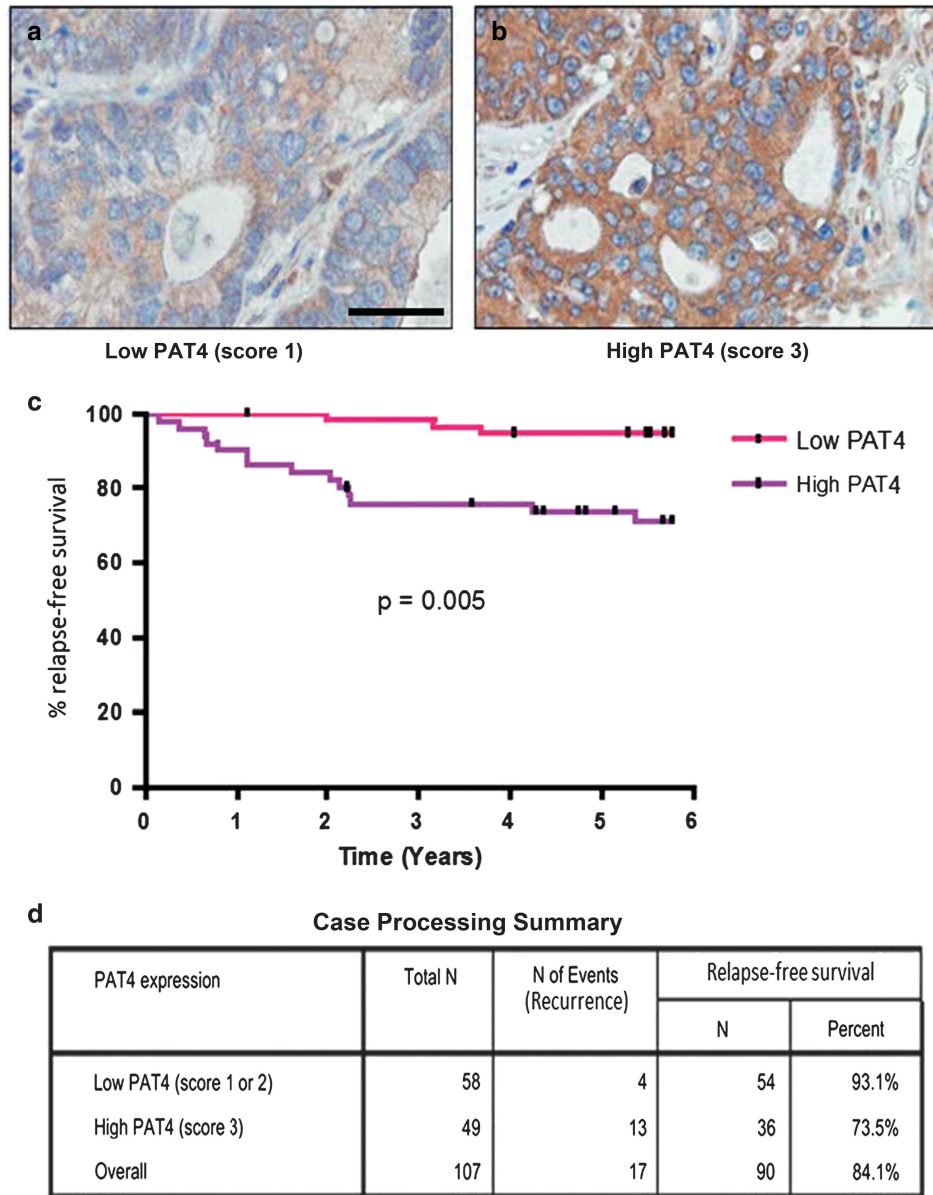 a
b
Low PAT4 (score 1)
High PAT4 (score 3)
c
100
80
60
40
20
0
% relapse-free survival
0 1 2 3 4 5 6
Time (Years)
p = 0.005
Low PAT4
High PAT4
d
Case Processing Summary
PAT4 expression
Total N
N of Events
(Recurrence)
Relapse-free survival
N
Percent
Low PAT4 (score 1 or 2) 58 4 54 93.1%
High PAT4 (score 3) 49 13 36 73.5%
Overall 107 17 90 84.1%